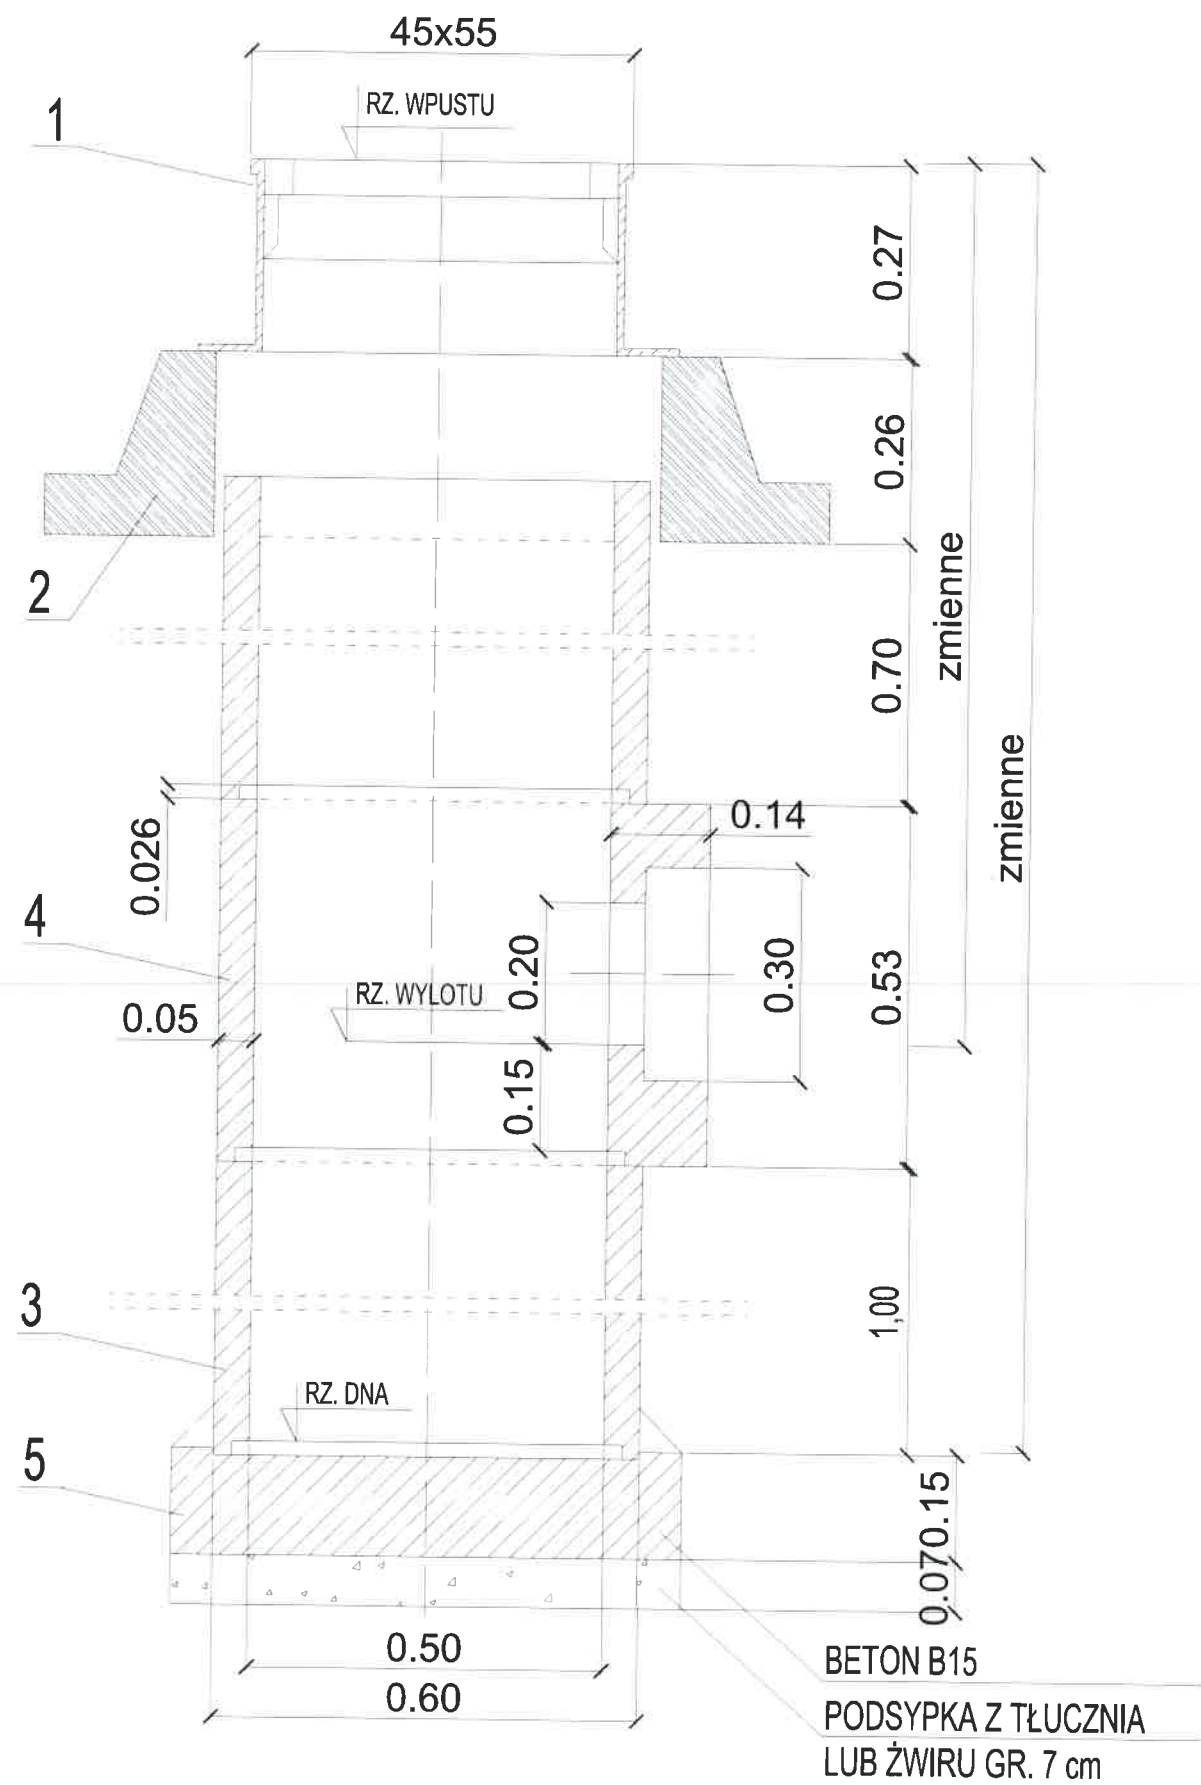 45x55
RZ. WPUSTU
1
0.27
0.26
2
zmienne
0.70
zmienne
0.14
0.026
4
0.20
0.30
0.53
RZ. WYLOTU
0.05
0.15
3
1,00
RZ. DNA
5
0.15
0.07
0.50
0.60
BETON B15
PODSYPKA Z TŁUCZNIA
LUB ŻWIRU GR. 7 cm